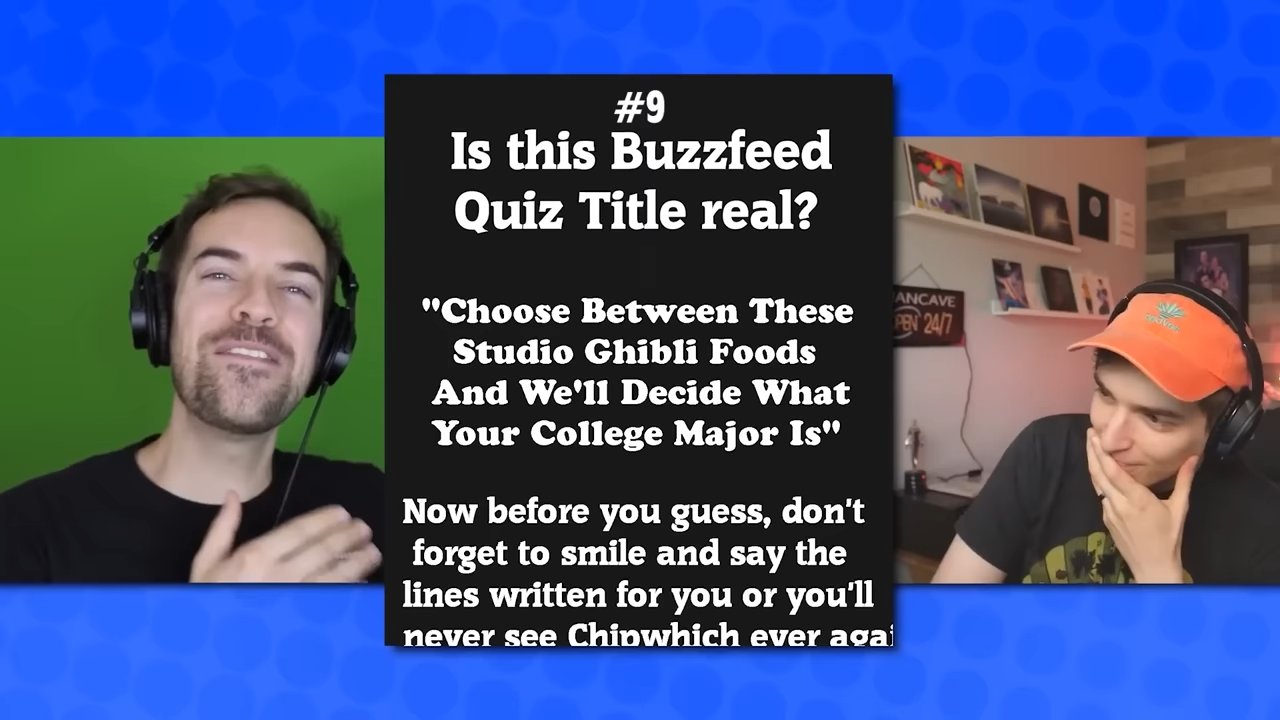 #9
Is this Buzzfeed
Quiz Title real?
"Choose Between These
Studio Ghibli Foods
And We'll Decide What
Your College Major Is"
Now before you guess, don't
forget to smile and say the
lines written for you or you'll
never see Chipwhich ever agai
ANCAVE
OPEN 24/7